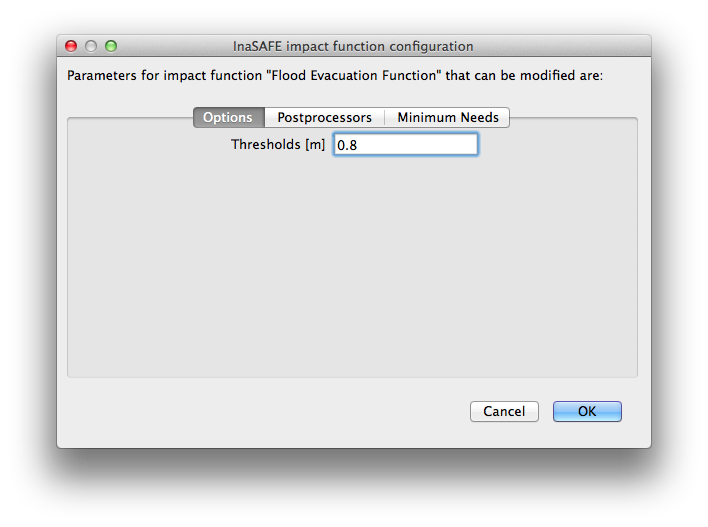 InaSAFE impact function configuration
Parameters for impact function "Flood Evacuation Function" that can be modified are:
Options Postprocessors Minimum Needs
Thresholds [m] 0.8
Cancel OK